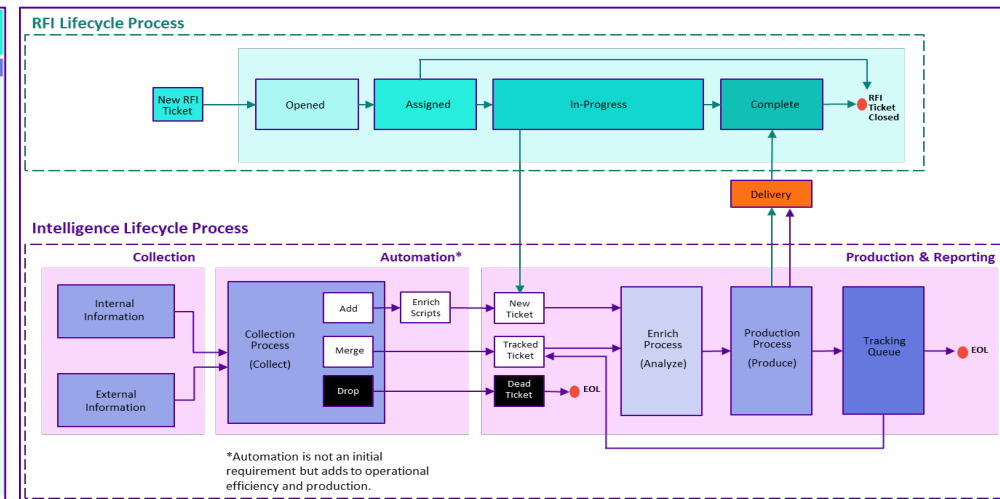 RFI Lifecycle Process
New RFI
Ticket
Opened
Assigned
In-Progress
Complete
RFI
Ticket
Closed
Delivery
Intelligence Lifecycle Process
Collection
Automation*
Production & Reporting
Internal
Information
External
Information
Collection
Process
(Collect)
Add
Merge
Drop
Enrich
Scripts
New
Ticket
Tracked
Ticket
Dead
Ticket
EOL
Enrich
Process
(Analyze)
Production
Process
(Produce)
Tracking
Queue
EOL
*Automation is not an initial
requirement but adds to operational
efficiency and production.